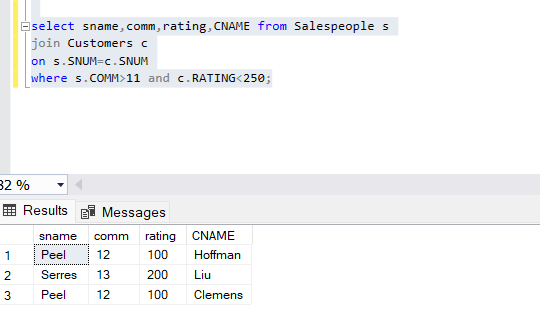 select sname,comm,rating,CNAME from Salespeople s
join Customers c
on s.SNUM=c.SNUM
where s.COMM>11 and c.RATING<250;
32 %
Results Messages
sname comm rating CNAME
1 Peel 12 100 Hoffman
2 Serres 13 200 Liu
3 Peel 12 100 Clemens